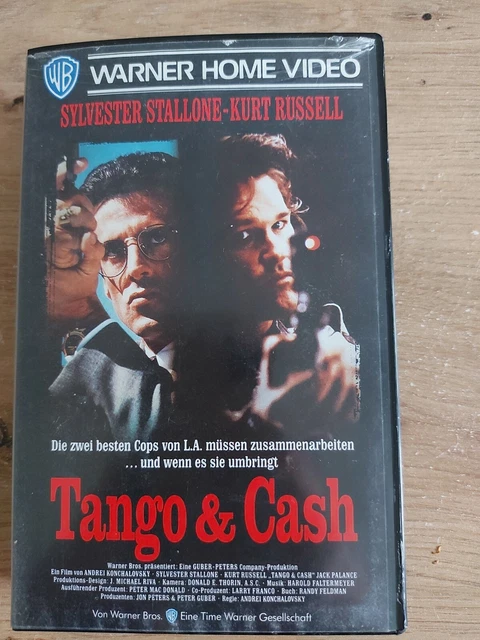 WB WARNER HOME VIDEO
SYLVESTER STALLONE-KURT RUSSELL
Die zwei besten Cops von L.A. müssen zusammenarbeiten
...und wenn es sie umbringt
Tango & Cash
Warner Bros. präsentiert: Eine GUBER-PETERS Company-Produktion
Ein Film von ANDREI KONCHALOVSKY · SYLVESTER STALLONE · KURT RUSSELL „TANGO & CASH" JACK PALANCE
Produktions-Design: J. MICHAEL RIVA · Kamera: DONALD E. THORIN, A.S.C. · Musik: HAROLD FALTERMEYER
Ausführender Produzent: PETER MAC DONALD · Co-Produzent: LARRY FRANCO · Buch: RANDY FELDMAN
Produzenten: JON PETERS & PETER GUBER · Regie: ANDREI KONCHALOVSKY
Von Warner Bros. WB Eine Time Warner Gesellschaft